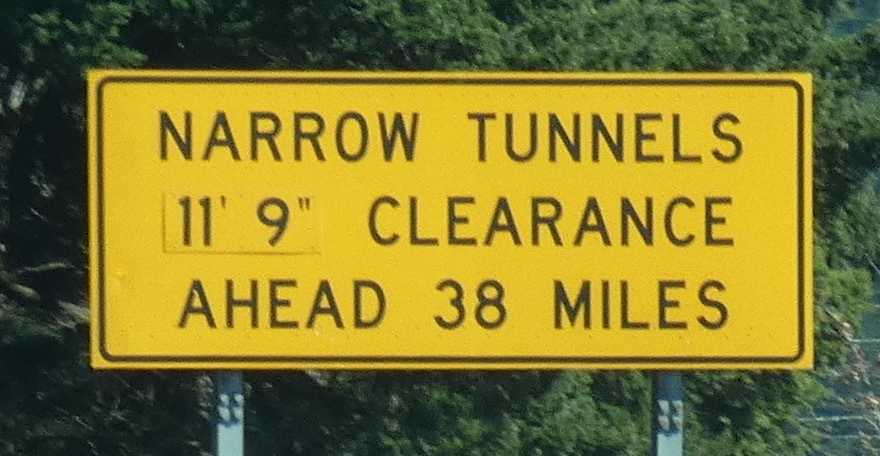 NARROW TUNNELS
11' 9" CLEARANCE
AHEAD 38 MILES